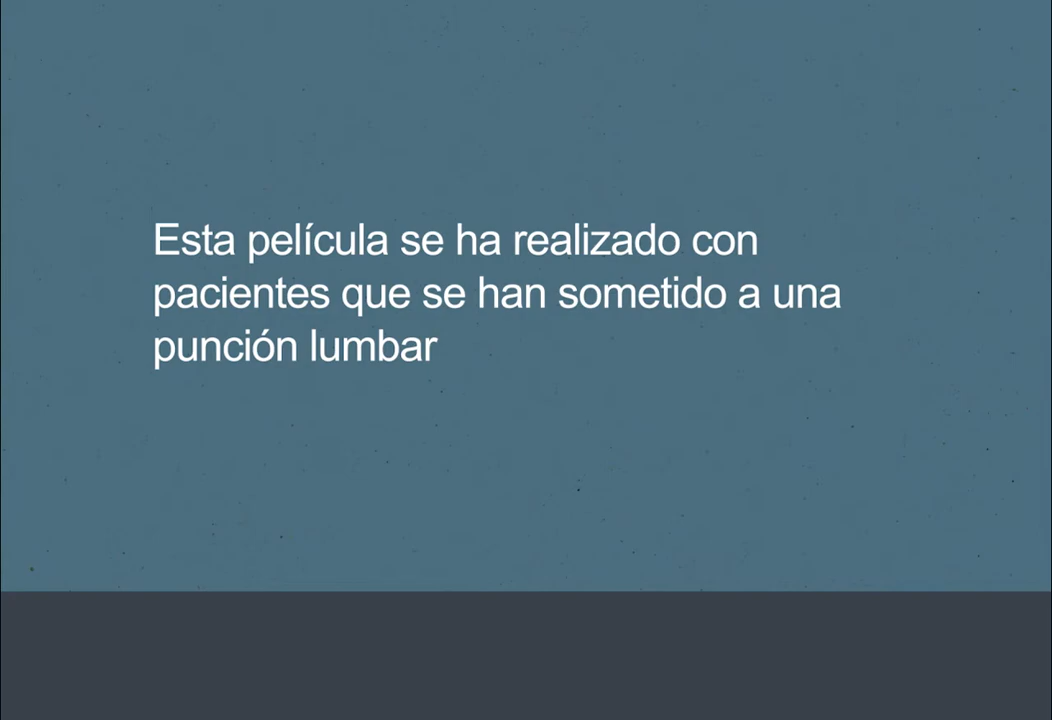 Esta película se ha realizado con
pacientes que se han sometido a una
punción lumbar